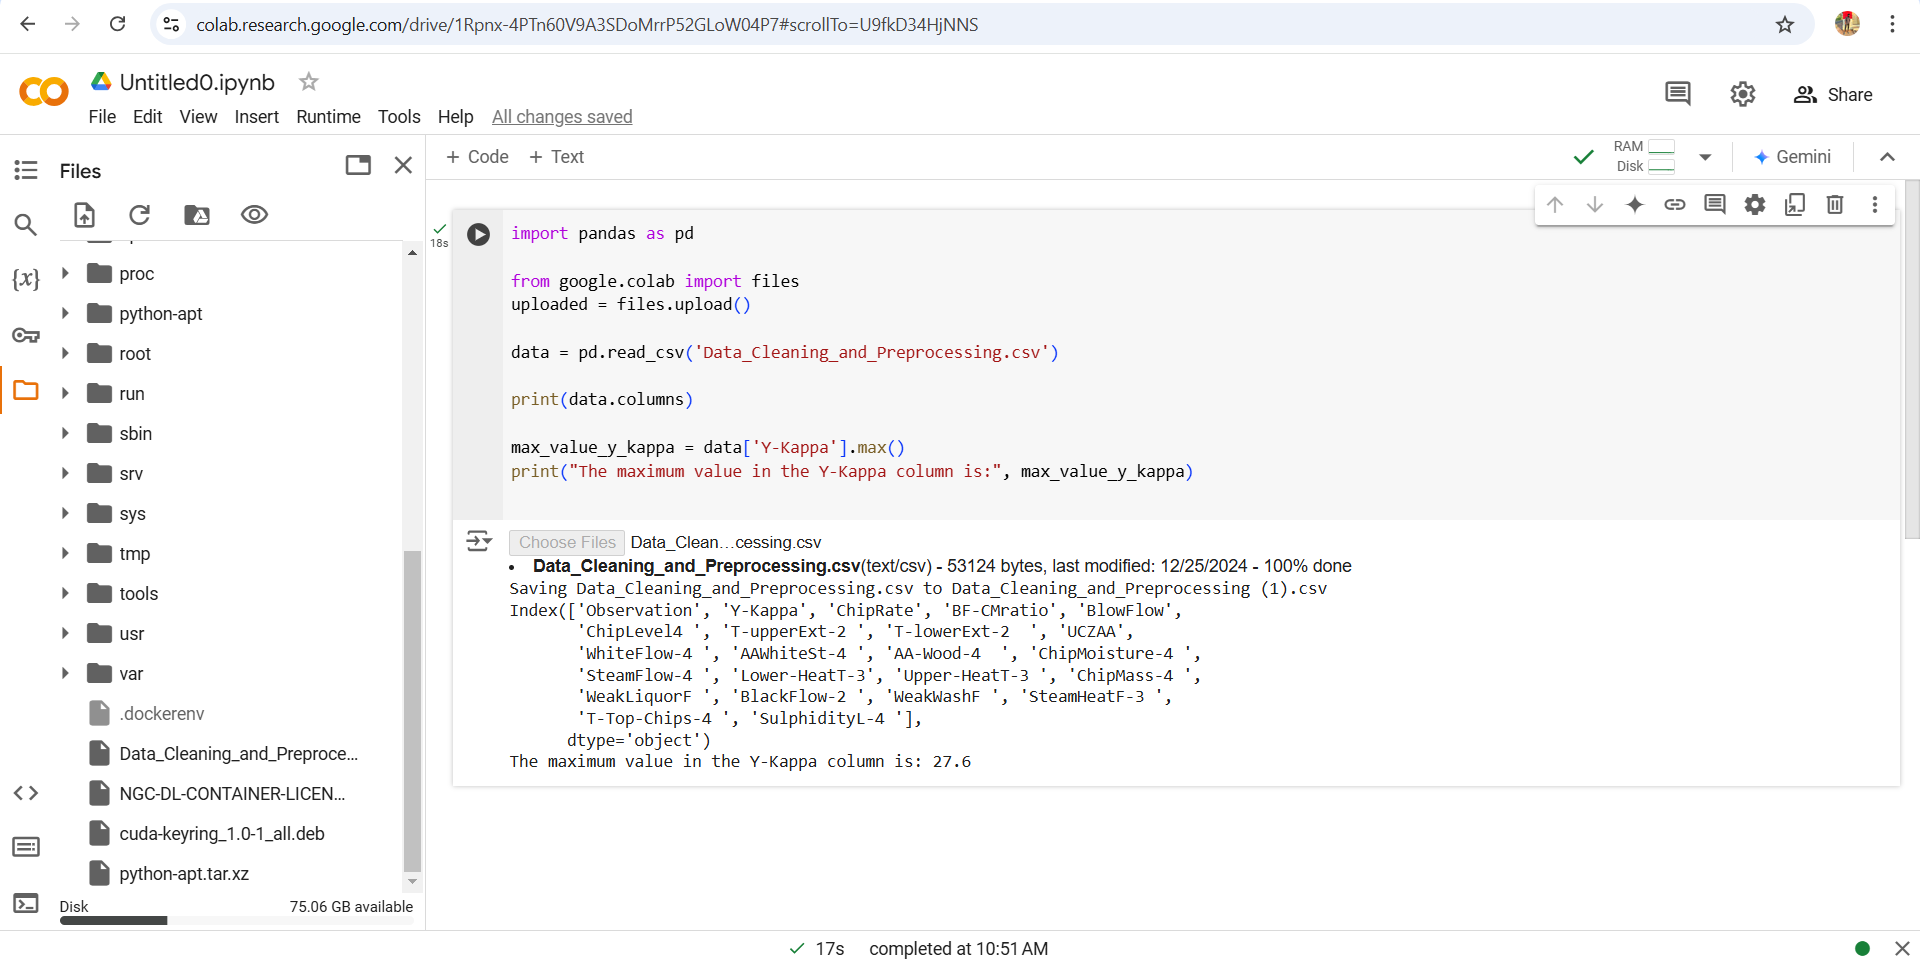 colab.research.google.com/drive/1Rpnx-4PTn60V9A3SDoMrrP52GLoW04P7#scrollTo=U9fkD34HjNNS
Untitled0.ipynb
File Edit View Insert Runtime Tools Help All changes saved
Share
Files
+ Code + Text
RAM
Disk
Gemini
proc
python-apt
root
run
sbin
srv
sys
tmp
tools
usr
var
.dockerenv
Data_Cleaning_and_Preproce...
NGC-DL-CONTAINER-LICEN...
cuda-keyring_1.0-1_all.deb
python-apt.tar.xz
Disk 75.06 GB available
{x}
18s
import pandas as pd
from google.colab import files
uploaded = files.upload()
data = pd.read_csv('Data_Cleaning_and_Preprocessing.csv')
print(data.columns)
max_value_y_kappa = data['Y-Kappa'].max()
print("The maximum value in the Y-Kappa column is:", max_value_y_kappa)
Choose Files Data_Clean...cessing.csv
• Data_Cleaning_and_Preprocessing.csv(text/csv) - 53124 bytes, last modified: 12/25/2024 - 100% done
Saving Data_Cleaning_and_Preprocessing.csv to Data_Cleaning_and_Preprocessing (1).csv
Index(['Observation', 'Y-Kappa', 'ChipRate', 'BF-CMratio', 'BlowFlow',
'ChipLevel4 ', 'T-upperExt-2 ', 'T-lowerExt-2  ', 'UCZAA',
'WhiteFlow-4 ', 'AAWhiteSt-4 ', 'AA-Wood-4  ', 'ChipMoisture-4 ',
'SteamFlow-4 ', 'Lower-HeatT-3', 'Upper-HeatT-3 ', 'ChipMass-4 ',
'WeakLiquorF ', 'BlackFlow-2 ', 'WeakWashF ', 'SteamHeatF-3 ',
'T-Top-Chips-4 ', 'SulphidityL-4 '],
dtype='object')
The maximum value in the Y-Kappa column is: 27.6
17s completed at 10:51 AM